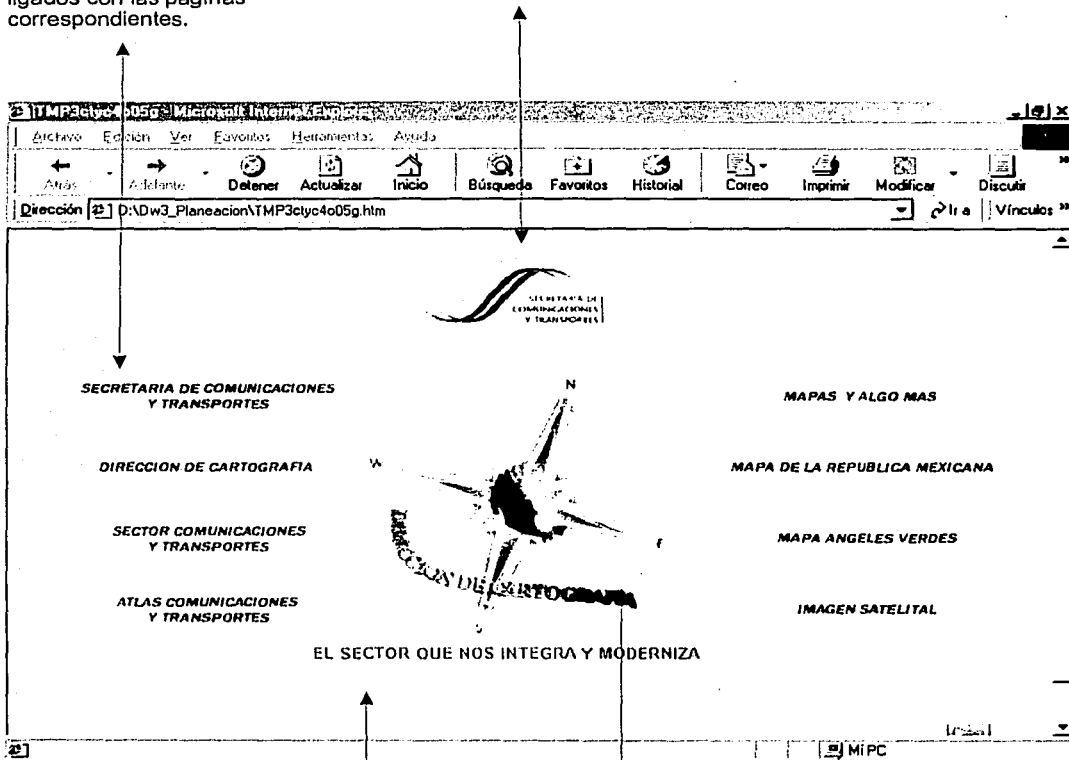 ligados con las páginas
correspondientes.
TMP3ctyc4o05g - Microsoft Internet Explorer
Archivo Edición Ver Favoritos Herramientas Ayuda
Atrás Adelante Detener Actualizar Inicio Búsqueda Favoritos Historial Correo Imprimir Modificar Discutir
Dirección D:\Dw3_Planeacion\TMP3ctyc4o05g.htm Ir a Vínculos
SECRETARIA DE
COMUNICACIONES
Y TRANSPORTES
SECRETARIA DE COMUNICACIONES
Y TRANSPORTES
DIRECCION DE CARTOGRAFIA
SECTOR COMUNICACIONES
Y TRANSPORTES
ATLAS COMUNICACIONES
Y TRANSPORTES
N
W
E
S
DIRECCION DE CARTOGRAFIA
MAPAS Y ALGO MAS
MAPA DE LA REPUBLICA MEXICANA
MAPA ANGELES VERDES
IMAGEN SATELITAL
EL SECTOR QUE NOS INTEGRA Y MODERNIZA
Mi PC